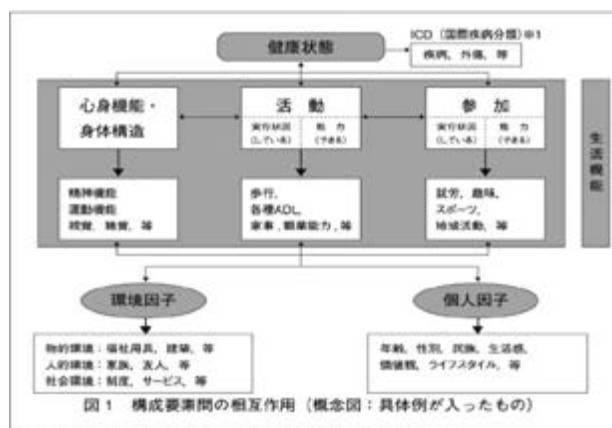 健康状態
ICD（国際疾病分類）※1
疾病、外傷、等
心身機能・
身体構造
活動
実行状況
(している)
能力
(できる)
参加
実行状況
(している)
能力
(できる)
生活機能
精神機能
運動機能
視覚、聴覚、等
歩行、
各種ADL、
家事、職業能力、等
就労、趣味、
スポーツ、
地域活動、等
環境因子
個人因子
物的環境：福祉用具、建築、等
人的環境：家族、友人、等
社会環境：制度、サービス、等
年齢、性別、民族、生活感、
価値観、ライフスタイル、等
図1 構成要素間の相互作用（概念図：具体例が入ったもの）